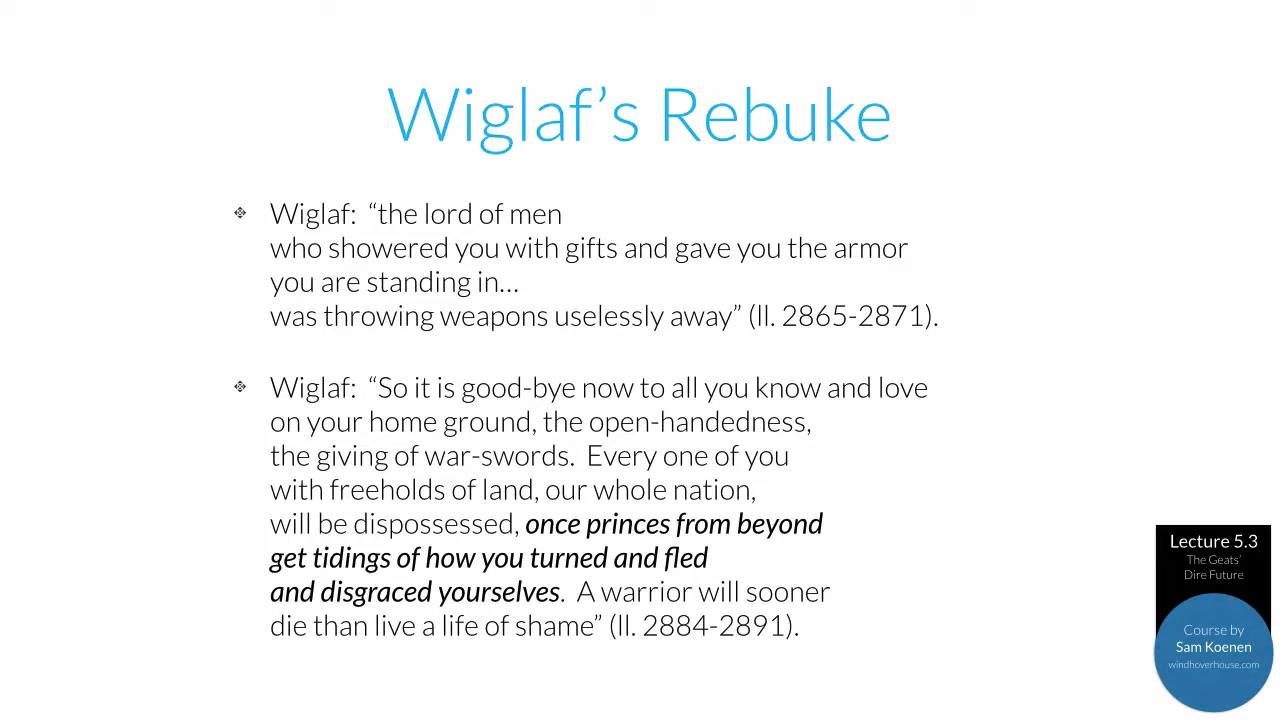 Wiglaf’s Rebuke
Wiglaf:  “the lord of men
who showered you with gifts and gave you the armor
you are standing in…
was throwing weapons uselessly away” (ll. 2865-2871).
Wiglaf:  “So it is good-bye now to all you know and love
on your home ground, the open-handedness,
the giving of war-swords.  Every one of you
with freeholds of land, our whole nation,
will be dispossessed, once princes from beyond
get tidings of how you turned and fled
and disgraced yourselves.  A warrior will sooner
die than live a life of shame” (ll. 2884-2891).
Lecture 5.3
The Geats’
Dire Future
Course by
Sam Koenen
windhoverhouse.com